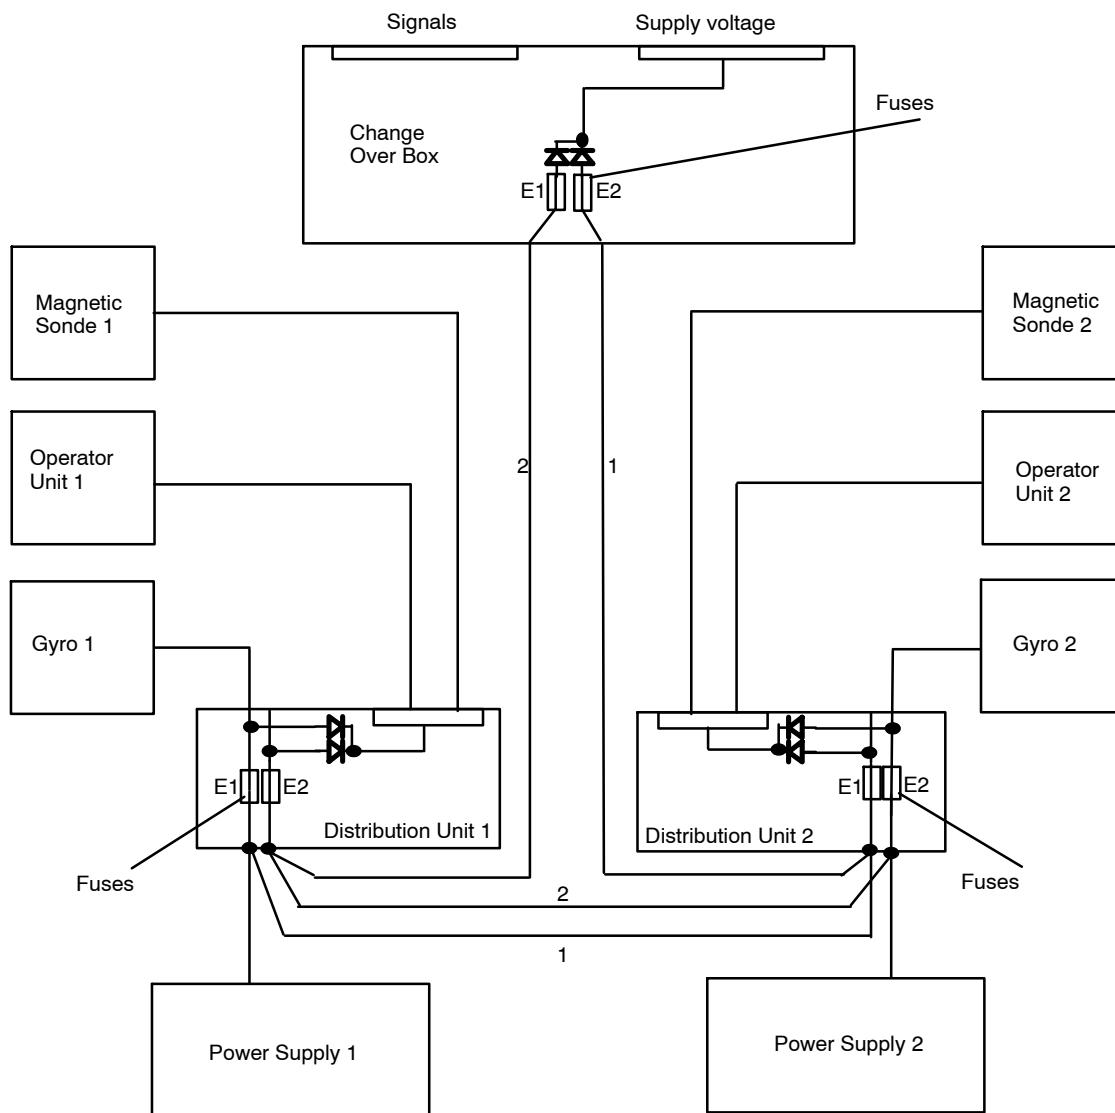 Signals
Supply voltage
Fuses
Change
Over Box
E1
E2
Magnetic
Sonde 1
Magnetic
Sonde 2
Operator
Unit 1
2
1
Operator
Unit 2
Gyro 1
Gyro 2
E1
E2
E1
E2
Distribution Unit 1
Distribution Unit 2
Fuses
Fuses
2
1
Power Supply 1
Power Supply 2